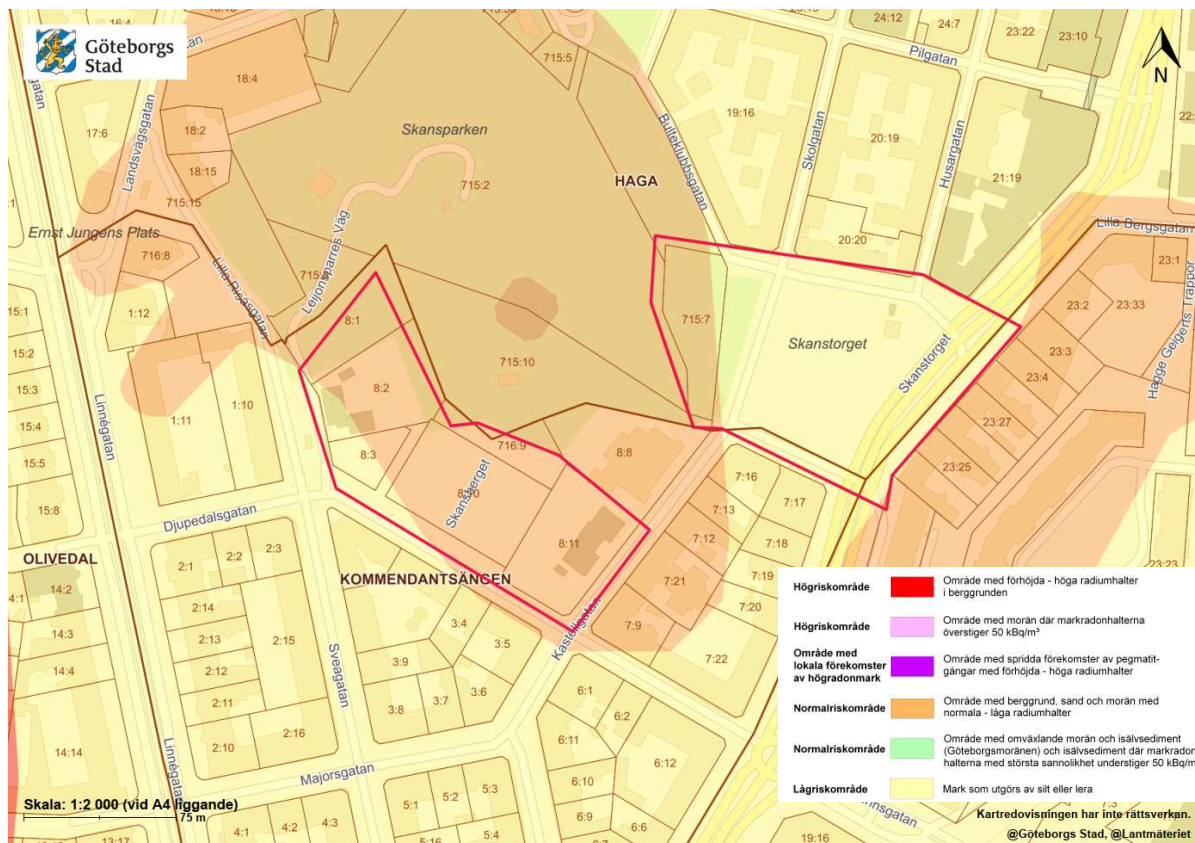 Göteborgs
Stad
N
24:12
24:7
23:22
23:10
Pilgatan
715:5
18:4
17:6
Landsvägsgatan
18:2
18:15
715:15
Skansparken
715:2
HAGA
Bulteklubbsgatan
19:16
Skolgatan
20:19
Husargatan
21:19
20:20
Ernst Jungens Plats
716:8
Lilla Risåsgatan
Leijonsparres Väg
1:12
8:1
8:2
8:3
715:10
715:7
Skanstorget
Skanstorget
Lilla Bergsgatan
23:1
23:2
23:33
23:3
23:4
23:27
23:25
Hagge Geigerts Trappor
15:1
15:2
15:3
15:4
15:5
15:8
Linnégatan
1:10
1:11
716:9
8:8
Skansberget
8:11
7:16
7:17
7:13
7:12
7:18
7:19
7:21
7:20
7:9
7:22
23:23
Djupedalsgatan
OLIVEDAL
KOMMENDANTSÄNGEN
14:2
14:3
14:4
14:14
4:1
2:1
2:2
2:3
2:14
2:13
2:15
2:12
2:11
2:10
2:16
Sveagatan
Linnégatan
Kastellgatan
3:4
3:5
3:9
3:6
3:7
3:8
6:1
6:2
6:11
6:12
6:10
6:9
6:6
Majorsgatan
5:1
5:2
5:3
5:4
5:16
4:1
4:2
4:3
13:17
19:16
7:3
Högriskområde
Område med förhöjda - höga radiumhalter
i berggrunden
Högriskområde
Område med morän där markradonhalterna
överstiger 50 kBq/m³
Område med
lokala förekomster
av högradonmark
Område med spridda förekomster av pegmatit-
gångar med förhöjda - höga radiumhalter
Normalriskområde
Område med berggrund, sand och morän med
normala - låga radiumhalter
Normalriskområde
Område med omväxlande morän och isälvsediment
(Göteborgsmoränen) och isälvsediment där markradon
halterna med största sannolikhet understiger 50 kBq/m
Lågriskområde
Mark som utgörs av silt eller lera
Skala: 1:2 000 (vid A4 liggande)
75 m
Kartredovisningen har inte rättsverkan.
@Göteborgs Stad, @Lantmäteriet